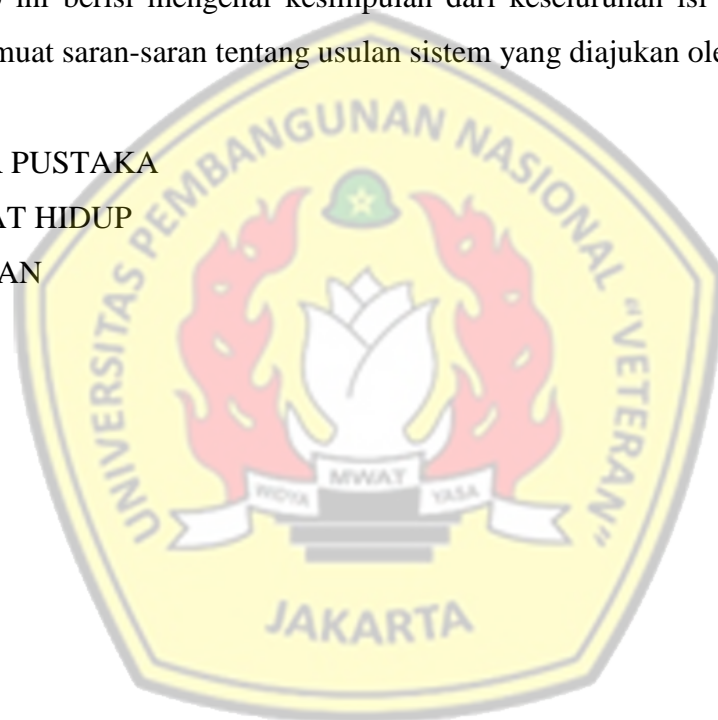 ini berisi mengenai kesimpulan dari keseluruhan isi
muat saran-saran tentang usulan sistem yang diajukan ole
PUSTAKA
AT HIDUP
AN
UNIVERSITAS PEMBANGUNAN NASIONAL "VETERAN"
WIDYA MWAT YASA
JAKARTA